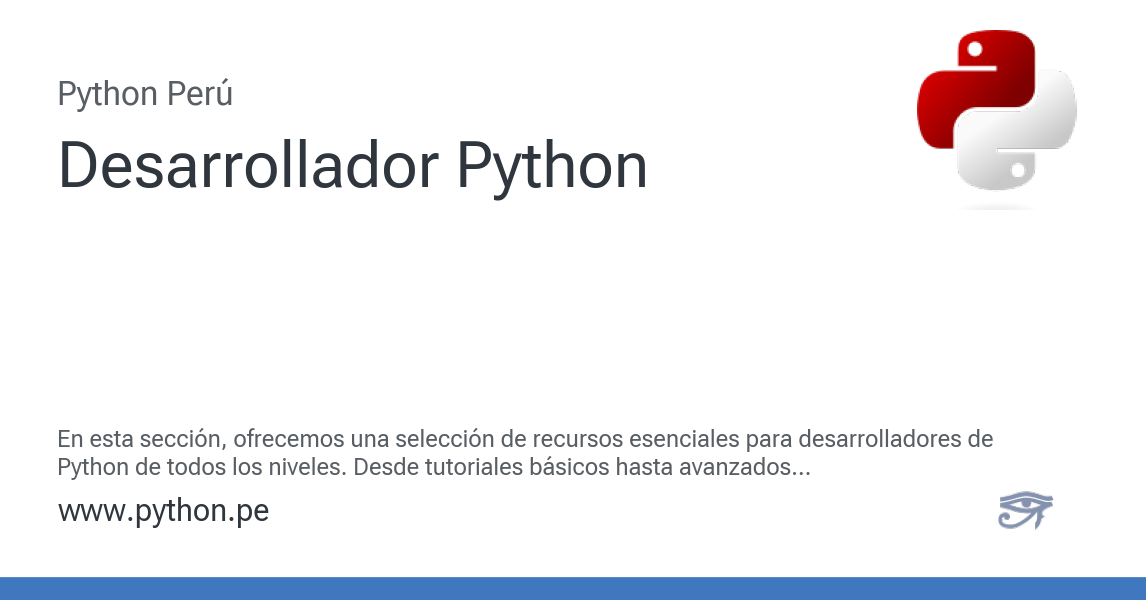 Python Perú
Desarrollador Python
En esta sección, ofrecemos una selección de recursos esenciales para desarrolladores de
Python de todos los niveles. Desde tutoriales básicos hasta avanzados...
www.python.pe